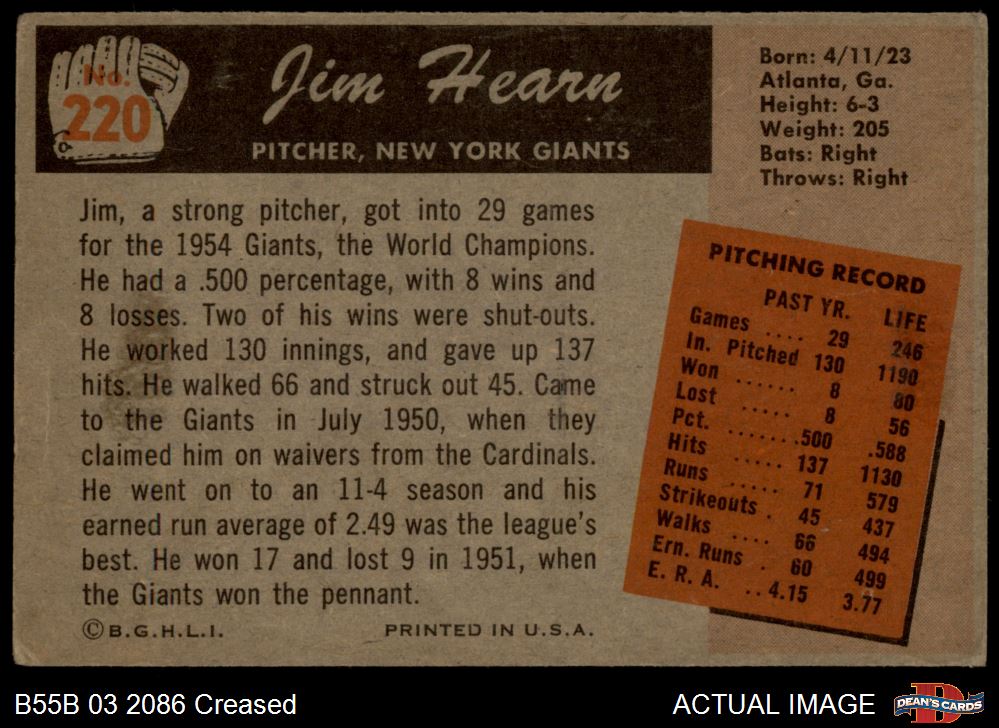 No.
220
Jim Hearn
PITCHER, NEW YORK GIANTS
Born: 4/11/23
Atlanta, Ga.
Height: 6-3
Weight: 205
Bats: Right
Throws: Right
Jim, a strong pitcher, got into 29 games
for the 1954 Giants, the World Champions.
He had a .500 percentage, with 8 wins and
8 losses. Two of his wins were shut-outs.
He worked 130 innings, and gave up 137
hits. He walked 66 and struck out 45. Came
to the Giants in July 1950, when they
claimed him on waivers from the Cardinals.
He went on to an 11-4 season and his
earned run average of 2.49 was the league's
best. He won 17 and lost 9 in 1951, when
the Giants won the pennant.
©B.G.H.L.I. PRINTED IN U.S.A.
PITCHING RECORD
PAST YR. LIFE
Games .... 29 246
In. Pitched 130 1190
Won ...... 8 80
Lost ..... 8 56
Pct. ....... .500 .588
Hits ..... 137 1130
Runs ..... 71 579
Strikeouts . 45 437
Walks .... 66 494
Ern. Runs . 60 499
E. R. A. .. 4.15 3.77
B55B 03 2086 Creased
ACTUAL IMAGE
D
DEAN'S CARDS